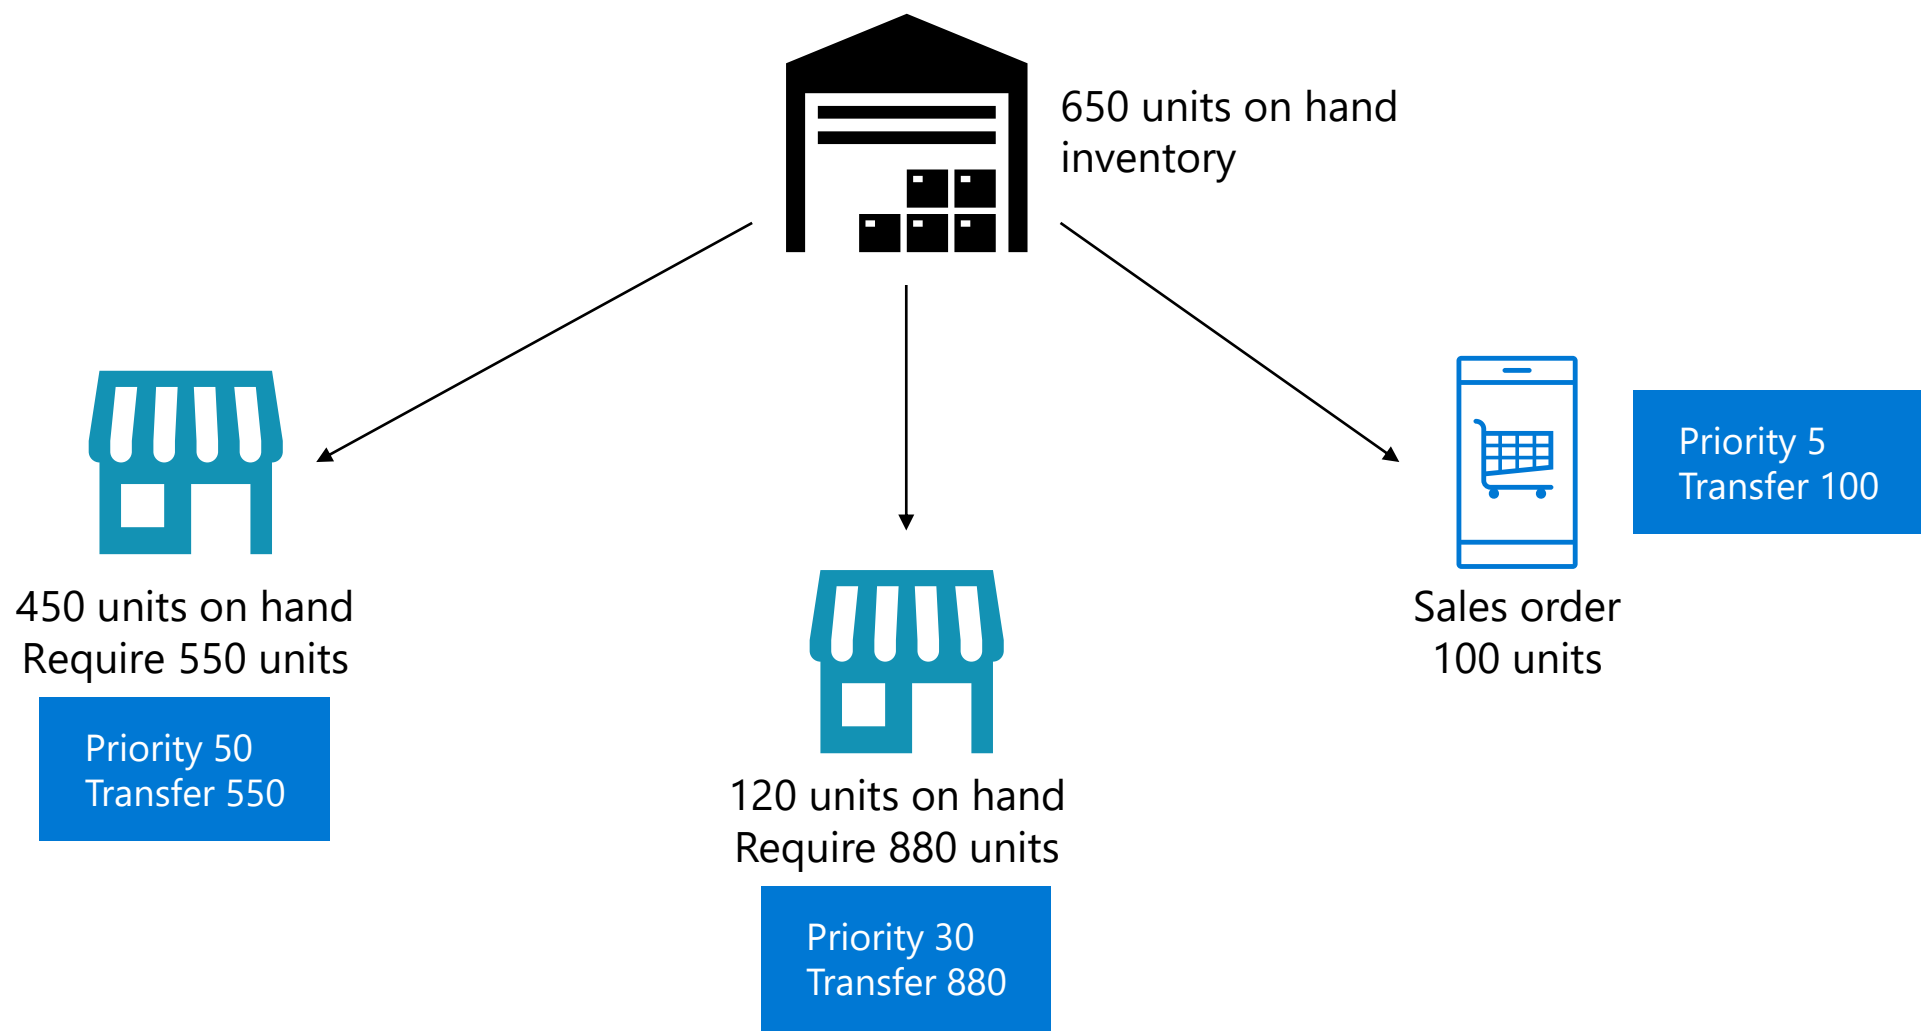 650 units on hand
inventory
Priority 5
Transfer 100
450 units on hand
Require 550 units
Sales order
100 units
Priority 50
Transfer 550
120 units on hand
Require 880 units
Priority 30
Transfer 880